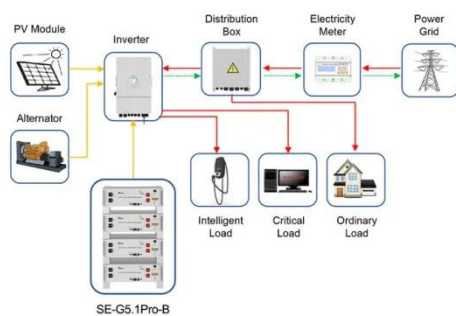 PV Module
Inverter
Distribution
Box
Electricity
Meter
Power
Grid
Alternator
Intelligent
Load
Critical
Load
Ordinary
Load
SE-G5.1Pro-B